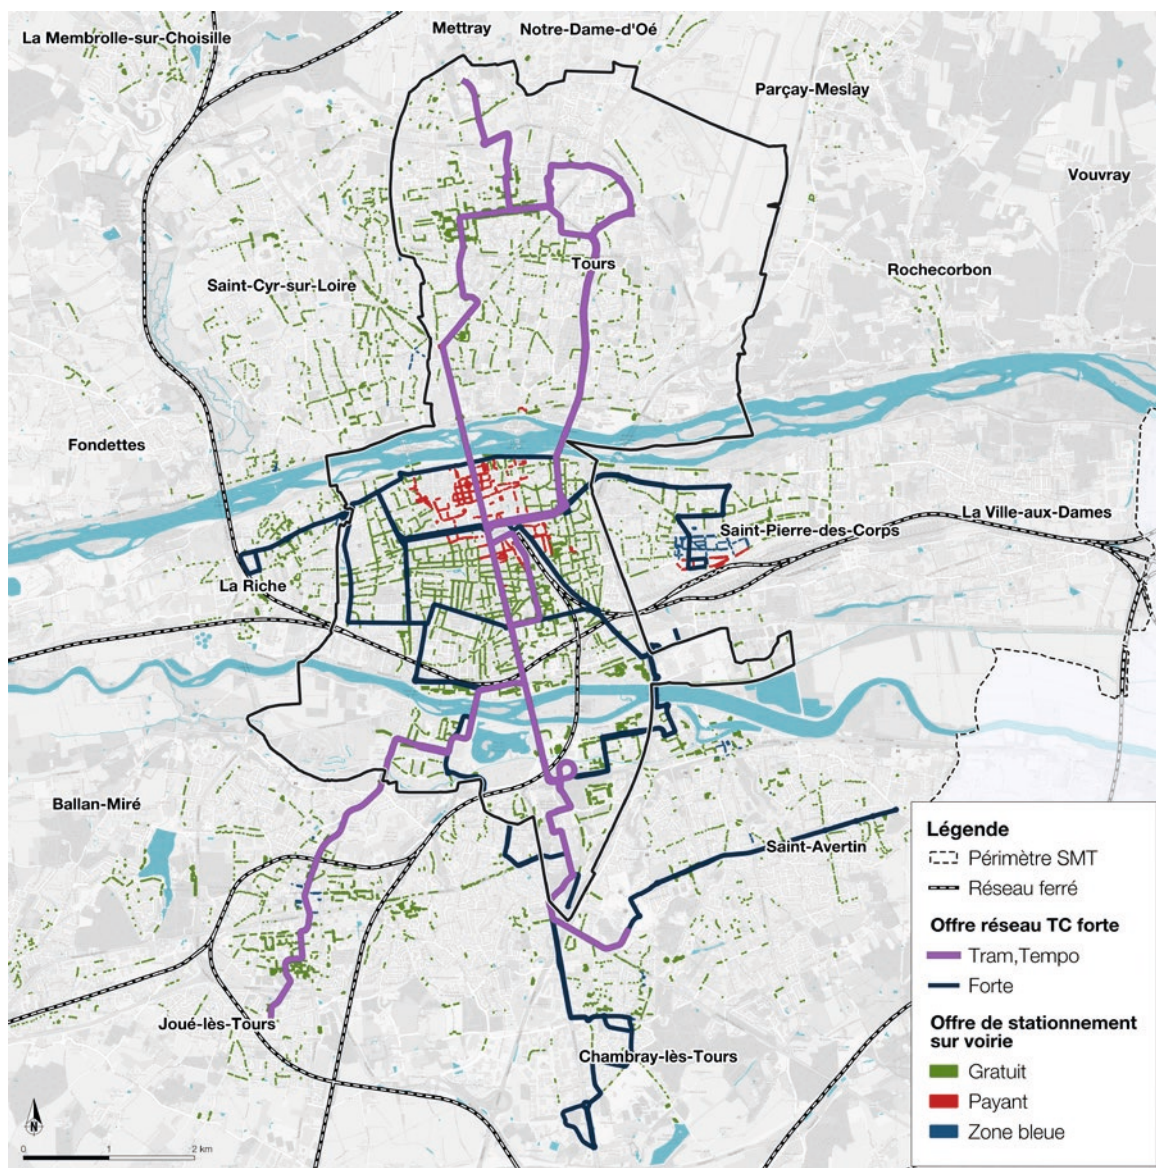 Mettray
Notre-Dame-d'Oé
La Membrolle-sur-Choisille
Parçay-Meslay
Vouvray
Tours
Rochecorbon
Saint-Cyr-sur-Loire
Fondettes
La Ville-aux-Dames
Saint-Pierre-des-Corps
La Riche
Ballan-Miré
Saint-Avertin
Joué-lès-Tours
Chambray-lès-Tours
Légende
Périmètre SMT
Réseau ferré
Offre réseau TC forte
Tram,Tempo
Forte
Offre de stationnement
sur voirie
Gratuit
Payant
Zone bleue
N
0 1 2 km